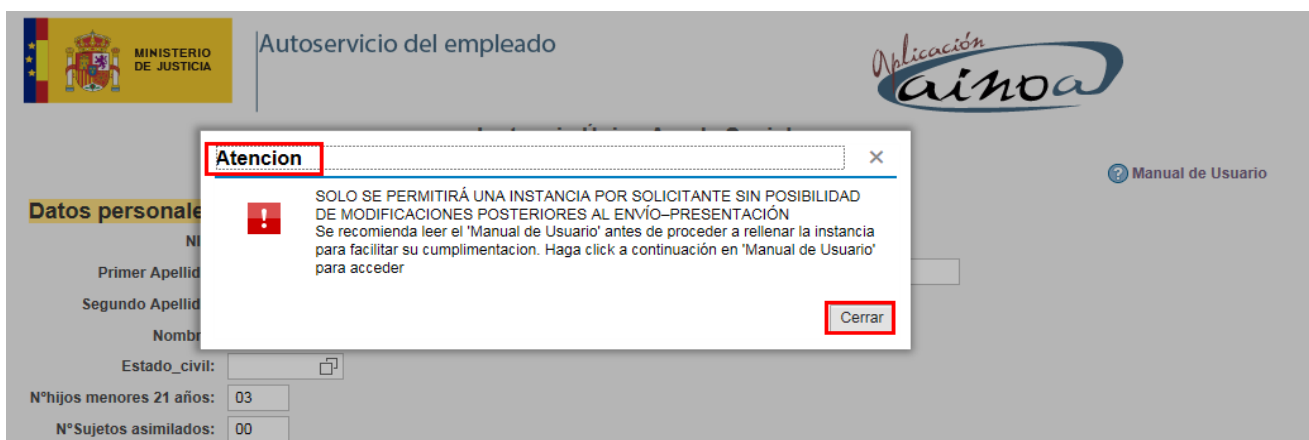 MINISTERIO
DE JUSTICIA
Autoservicio del empleado
Aplicación
ainoa
Atencion
SOLO SE PERMITIRÁ UNA INSTANCIA POR SOLICITANTE SIN POSIBILIDAD
DE MODIFICACIONES POSTERIORES AL ENVÍO–PRESENTACIÓN
Se recomienda leer el 'Manual de Usuario' antes de proceder a rellenar la instancia
para facilitar su cumplimentacion. Haga click a continuación en 'Manual de Usuario'
para acceder
Cerrar
Manual de Usuario
Datos personale
NI
Primer Apellid
Segundo Apellid
Nombr
Estado_civil:
Nºhijos menores 21 años: 03
NºSujetos asimilados: 00